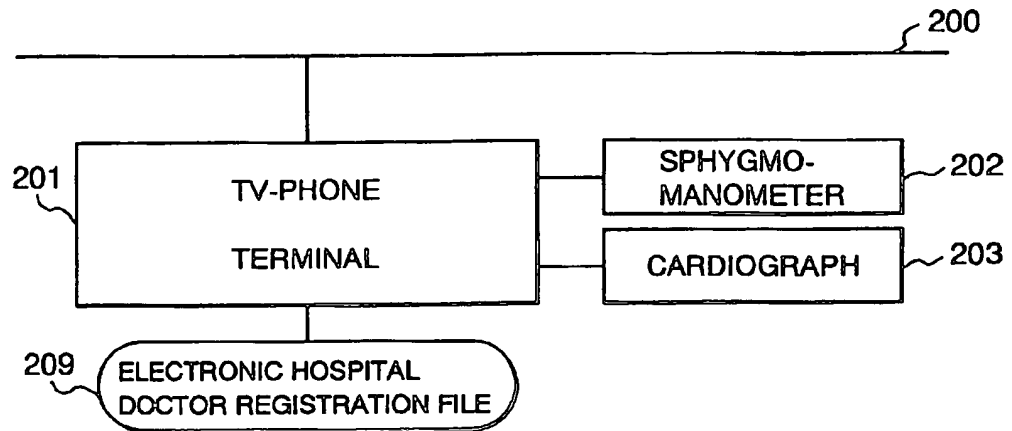 200
201
TV-PHONE
TERMINAL
SPHYGMO-
MANOMETER
202
CARDIOGRAPH
203
209
ELECTRONIC HOSPITAL
DOCTOR REGISTRATION FILE